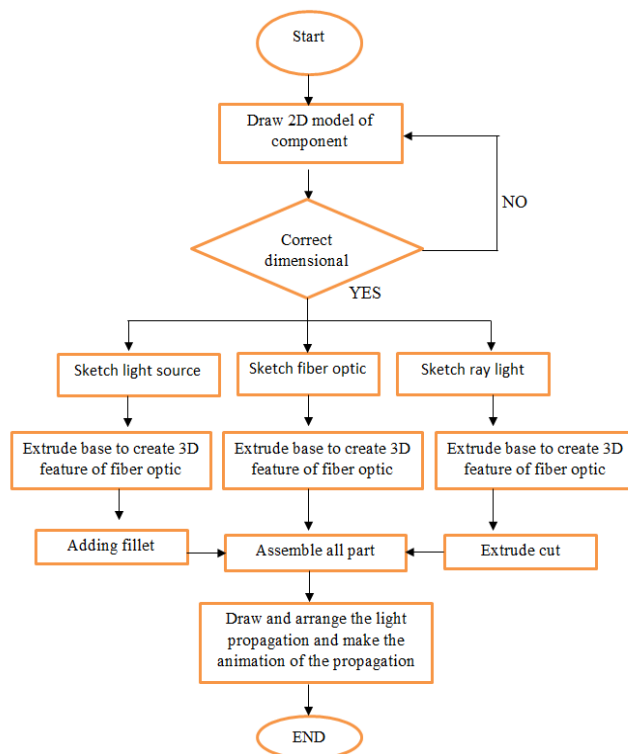 Start
Draw 2D model of
component
NO
Correct
dimensional
YES
Sketch light source
Sketch fiber optic
Sketch ray light
Extrude base to create 3D
feature of fiber optic
Extrude base to create 3D
feature of fiber optic
Extrude base to create 3D
feature of fiber optic
Adding fillet
Assemble all part
Extrude cut
Draw and arrange the light
propagation and make the
animation of the propagation
END